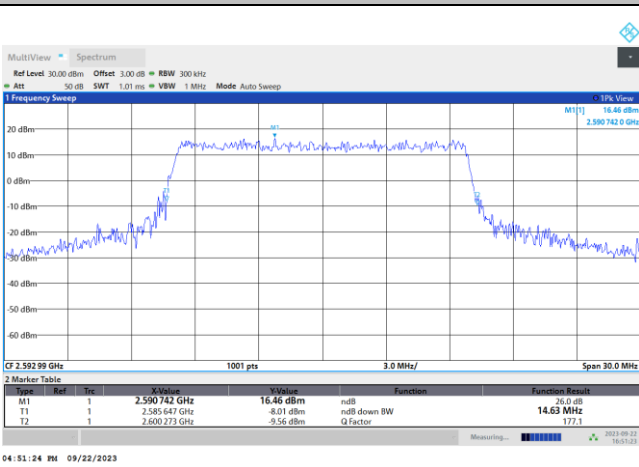 MultiView Spectrum
Ref Level 30.00 dBm Offset 3.00 dB RBW 300 kHz
Att 50 dB SWT 1.01 ms VBW 1 MHz Mode Auto Sweep
1 Frequency Sweep 1Pk View
M1[1] 16.46 dBm
2.590 742 0 GHz
M1
20 dBm
10 dBm
0 dBm
T1 T2
-10 dBm
-20 dBm
-30 dBm
-40 dBm
-50 dBm
-60 dBm
CF 2.592 99 GHz 1001 pts 3.0 MHz/ Span 30.0 MHz
2 Marker Table
Type Ref Trc X-Value Y-Value Function Function Result
M1 1 2.590 742 GHz 16.46 dBm ndB 26.0 dB
T1 1 2.585 647 GHz -8.01 dBm ndB down BW 14.63 MHz
T2 1 2.600 273 GHz -9.56 dBm Q Factor 177.1
Measuring... 2023-09-22
16:51:23
04:51:24 PM 09/22/2023